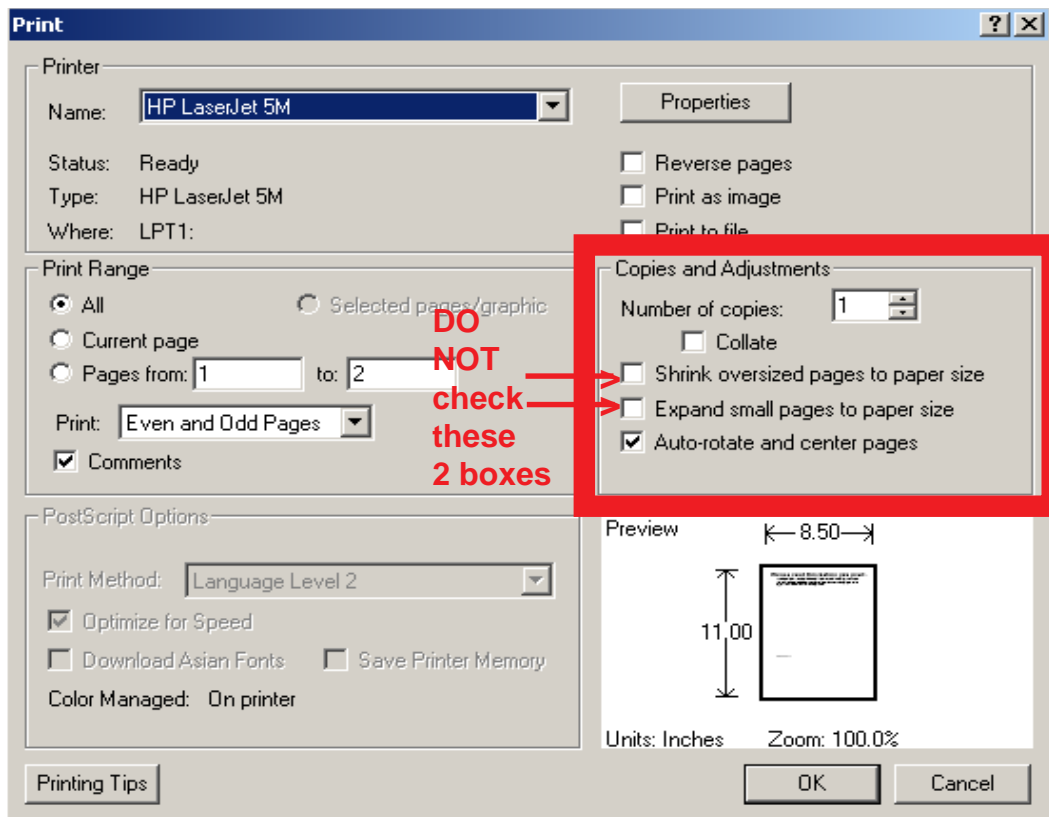 Print
Printer
Name: HP LaserJet 5M
Properties
Status: Ready
Reverse pages
Type: HP LaserJet 5M
Print as image
Where: LPT1:
Print to file
Print Range
All
Selected pages/graphic
Current page
Pages from: 1 to: 2
Print: Even and Odd Pages
Comments
DO
NOT
check
these
2 boxes
Copies and Adjustments
Number of copies: 1
Collate
Shrink oversized pages to paper size
Expand small pages to paper size
Auto-rotate and center pages
PostScript Options
Print Method: Language Level 2
Optimize for Speed
Download Asian Fonts Save Printer Memory
Color Managed: On printer
Preview
8.50
11.00
Units: Inches Zoom: 100.0%
Printing Tips
OK
Cancel